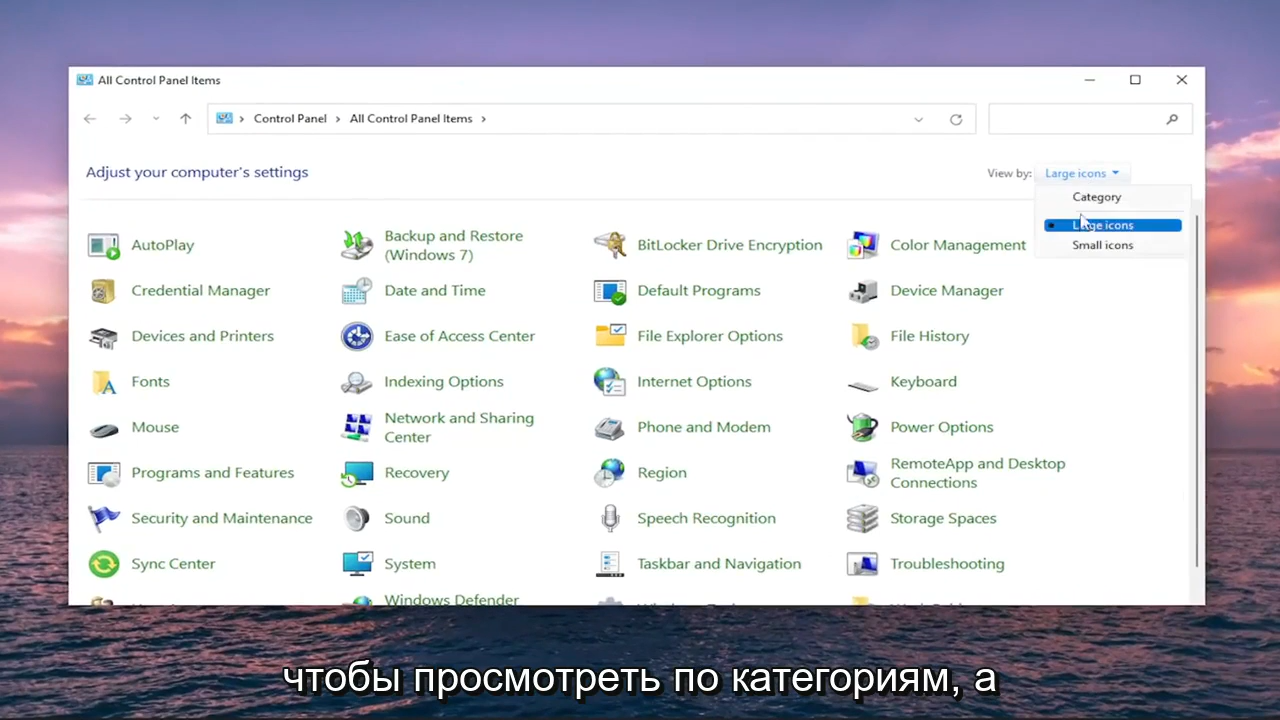 All Control Panel Items
Control Panel › All Control Panel Items ›
Adjust your computer's settings
View by: Large icons
Category
Large icons
Small icons
AutoPlay
Backup and Restore
(Windows 7)
BitLocker Drive Encryption
Color Management
Credential Manager
Date and Time
Default Programs
Device Manager
Devices and Printers
Ease of Access Center
File Explorer Options
File History
Fonts
Indexing Options
Internet Options
Keyboard
Mouse
Network and Sharing
Center
Phone and Modem
Power Options
Programs and Features
Recovery
Region
RemoteApp and Desktop
Connections
Security and Maintenance
Sound
Speech Recognition
Storage Spaces
Sync Center
System
Taskbar and Navigation
Troubleshooting
Windows Defender
чтобы просмотреть по категориям, а